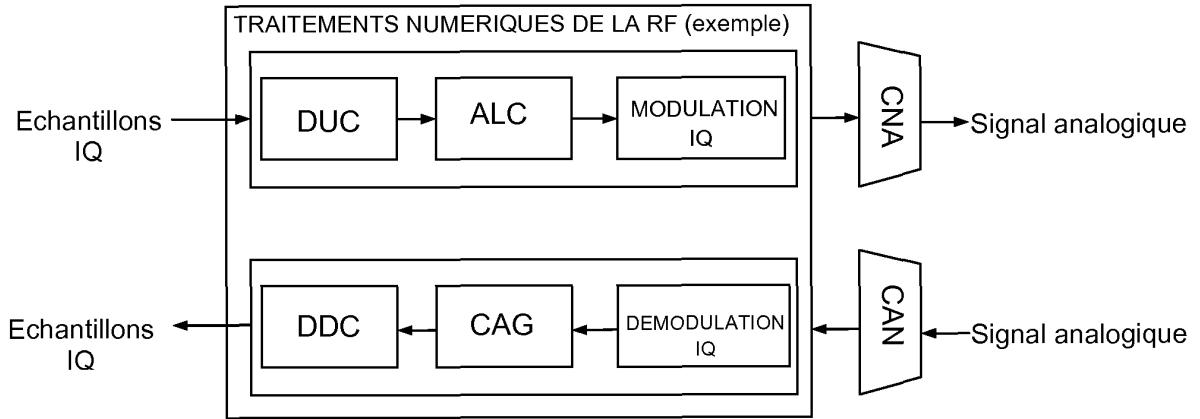 TRAITEMENTS NUMERIQUES DE LA RF (exemple)
Echantillons
IQ
DUC
ALC
MODULATION
IQ
CNA
Signal analogique
Echantillons
IQ
DDC
CAG
DEMODULATION
IQ
CAN
Signal analogique